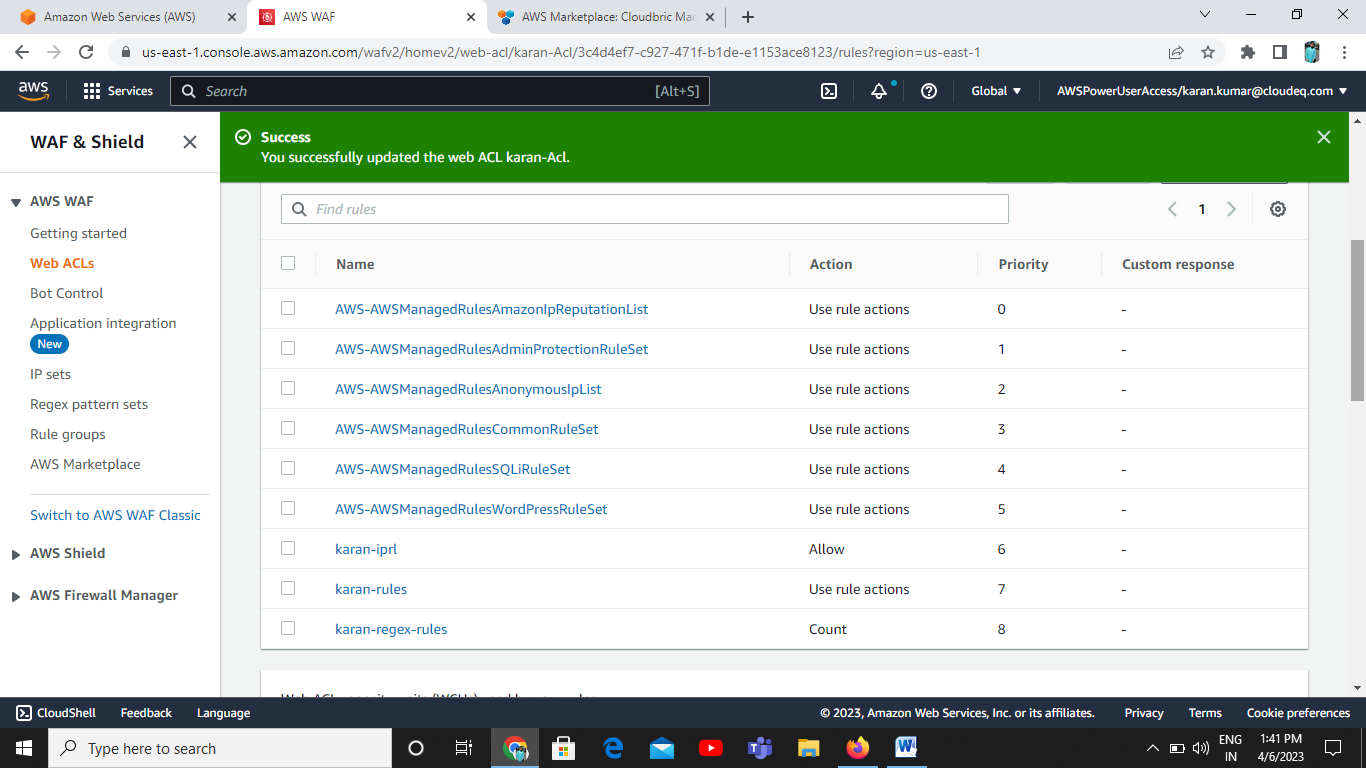 Amazon Web Services (AWS)
AWS WAF
AWS Marketplace: Cloudbric Mar
us-east-1.console.aws.amazon.com/wafv2/homev2/web-acl/karan-Acl/3c4d4ef7-c927-471f-b1de-e1153ace8123/rules?region=us-east-1
aws
Services
Search
[Alt+S]
Global
AWSPowerUserAccess/karan.kumar@cloudeq.com
WAF & Shield
AWS WAF
Getting started
Web ACLs
Bot Control
Application integration
New
IP sets
Regex pattern sets
Rule groups
AWS Marketplace
Switch to AWS WAF Classic
AWS Shield
AWS Firewall Manager
Success
You successfully updated the web ACL karan-Acl.
Find rules
1
Name Action Priority Custom response
AWS-AWSManagedRulesAmazonIpReputationList Use rule actions 0 -
AWS-AWSManagedRulesAdminProtectionRuleSet Use rule actions 1 -
AWS-AWSManagedRulesAnonymousIpList Use rule actions 2 -
AWS-AWSManagedRulesCommonRuleSet Use rule actions 3 -
AWS-AWSManagedRulesSQLiRuleSet Use rule actions 4 -
AWS-AWSManagedRulesWordPressRuleSet Use rule actions 5 -
karan-iprl Allow 6 -
karan-rules Use rule actions 7 -
karan-regex-rules Count 8 -
CloudShell
Feedback
Language
© 2023, Amazon Web Services, Inc. or its affiliates.
Privacy
Terms
Cookie preferences
Type here to search
ENG
IN
1:41 PM
4/6/2023